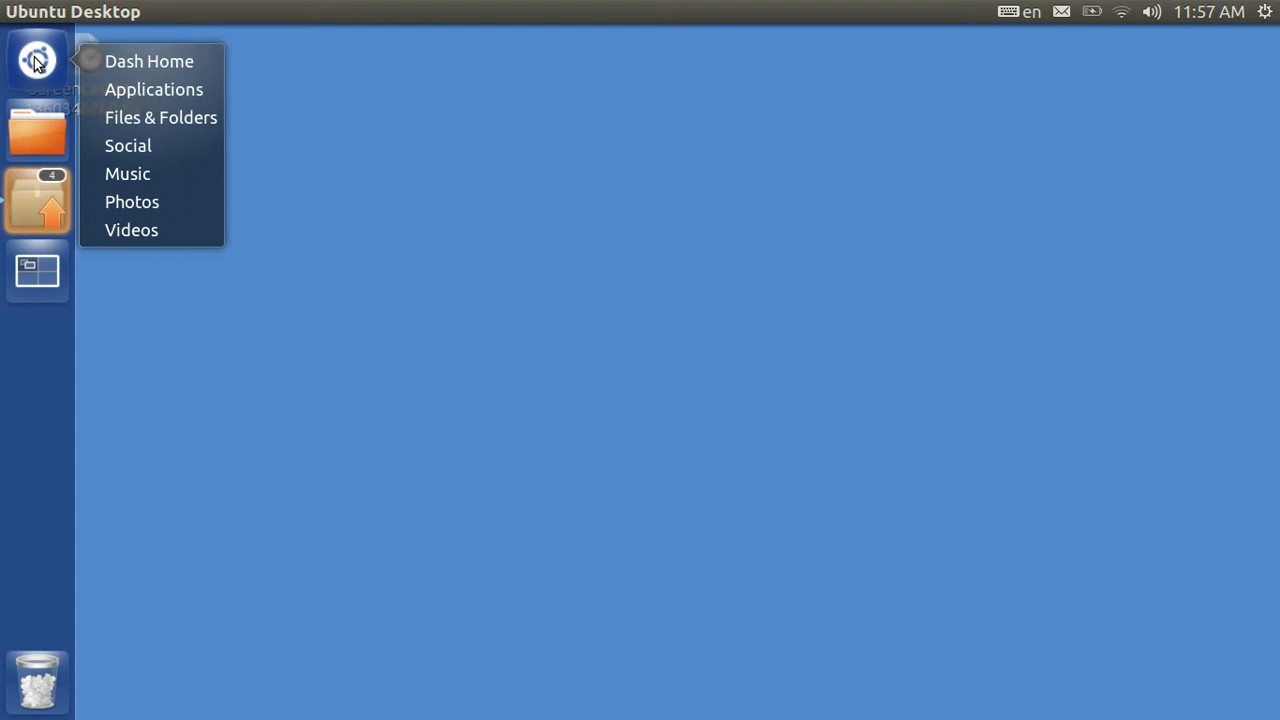 Ubuntu Desktop
en
11:57 AM
Dash Home
Applications
Files & Folders
Social
Music
Photos
Videos
4